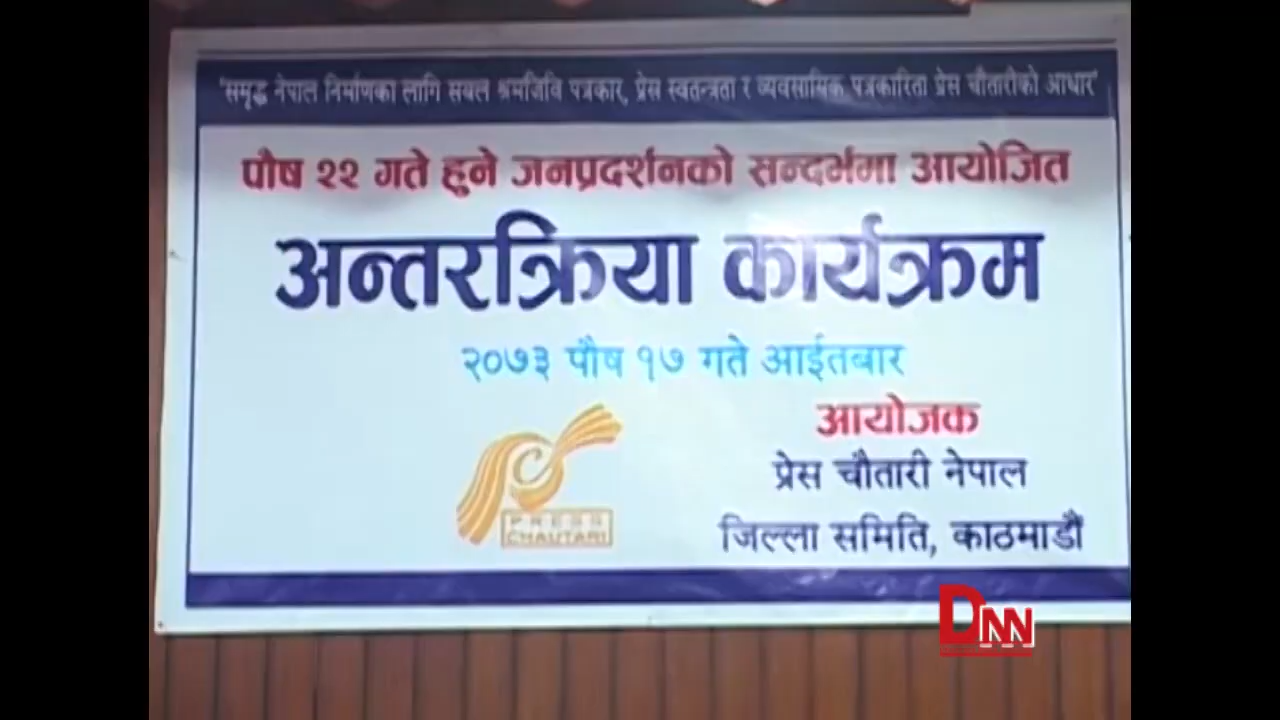 'समृद्ध नेपाल निर्माणका लागि सबल श्रमजिवि पत्रकार, प्रेस स्वतन्त्रता र व्यवसायिक पत्रकारिता प्रेस चौतारीको आधार'
पौष २२ गते हुने जनप्रदर्शनको सन्दर्भमा आयोजित
अन्तरक्रिया कार्यक्रम
२०७३ पौष १७ गते आईतबार
आयोजक
प्रेस चौतारी नेपाल
जिल्ला समिति, काठमाडौं
PRESS
CHAUTARI
DNN